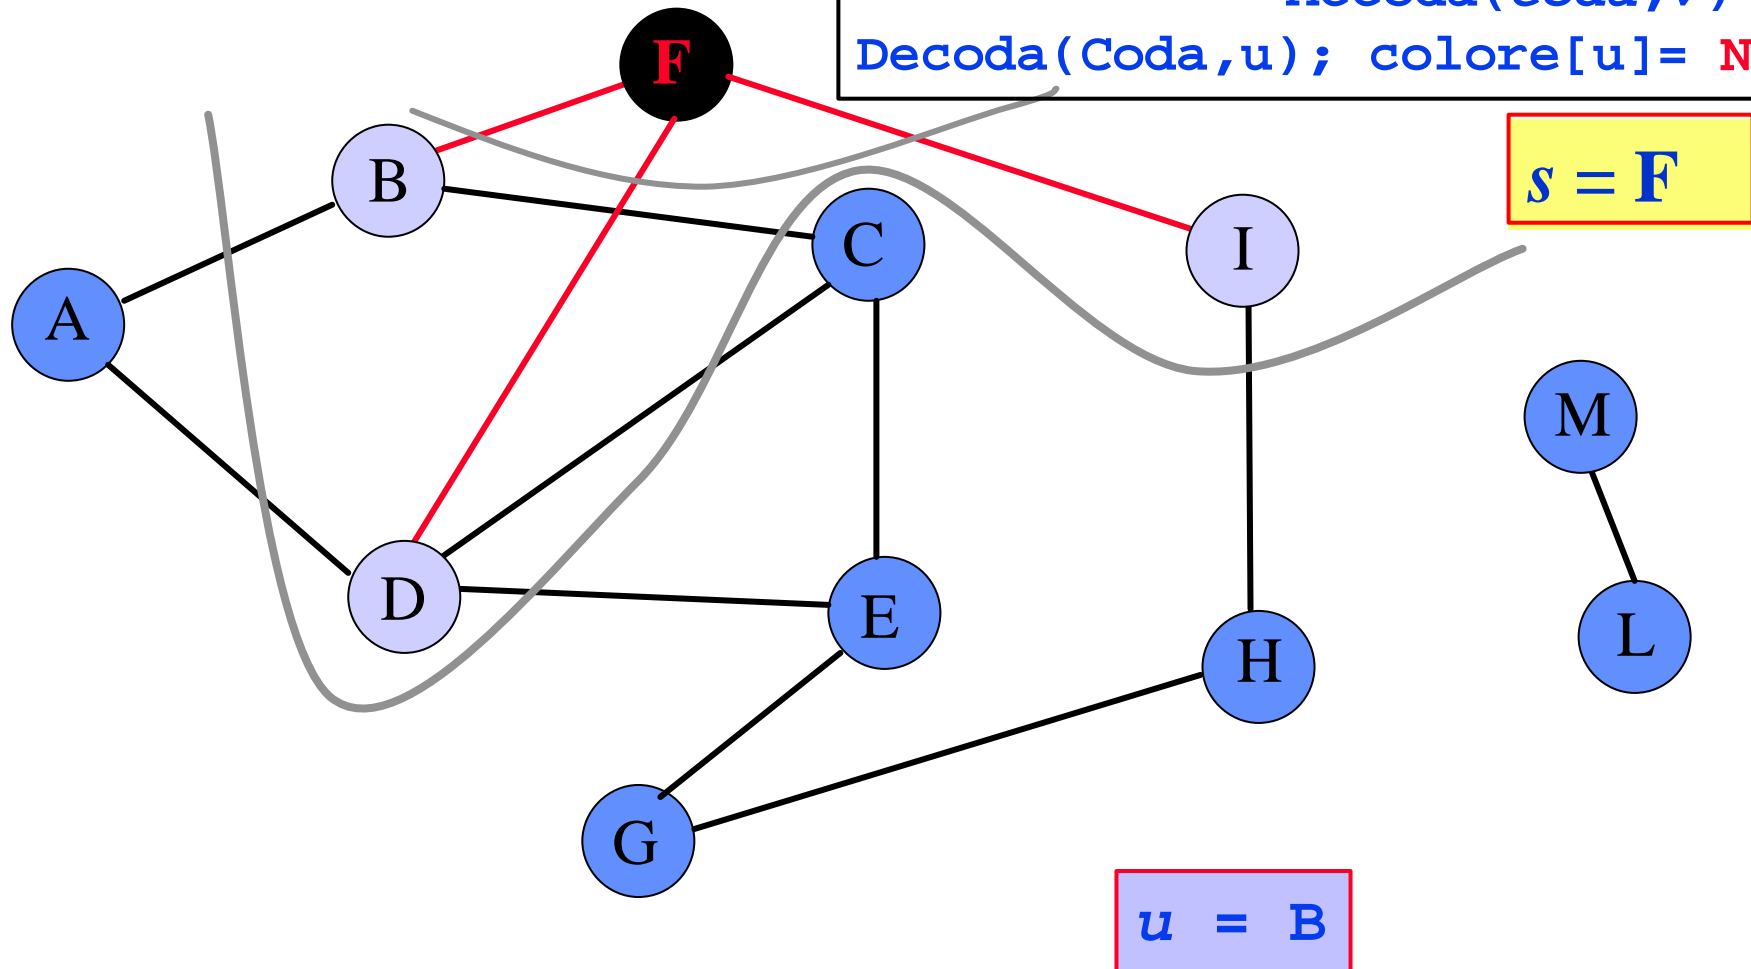 Decoda(Coda,u); colore[u]= N
F
s = F
B
C
I
A
M
D
E
H
L
G
u = B